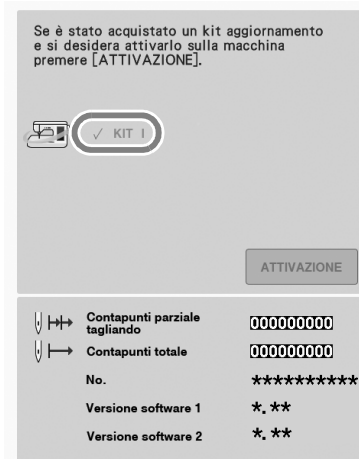 Se è stato acquistato un kit aggiornamento
e si desidera attivarlo sulla macchina
premere [ATTIVAZIONE].
✓ KIT I
ATTIVAZIONE
Contapunti parziale
tagliando
000000000
Contapunti totale
000000000
No.
**********
Versione software 1
*.**
Versione software 2
*.**